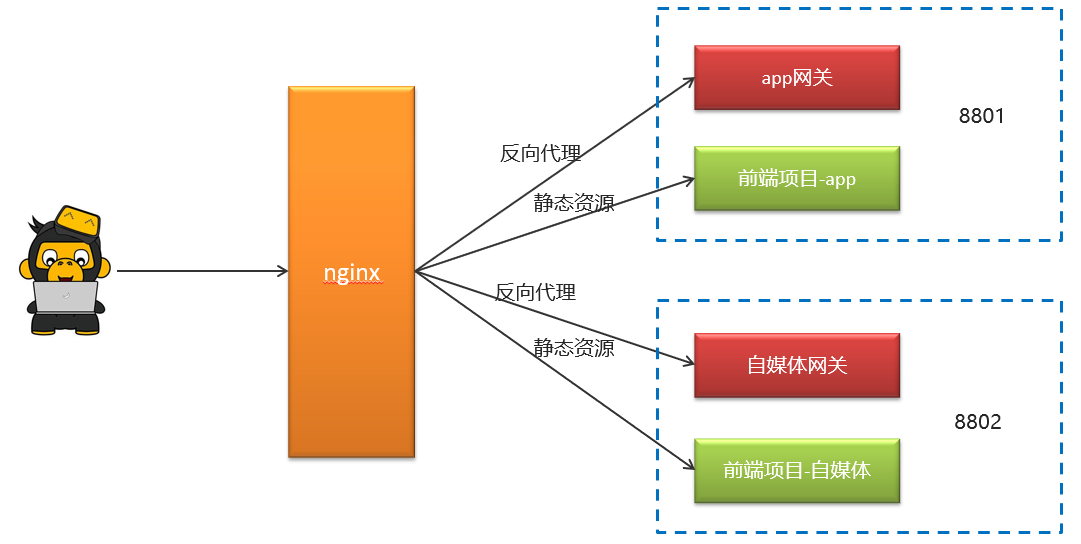 nginx
反向代理
静态资源
反向代理
静态资源
app网关
前端项目-app
8801
自媒体网关
前端项目-自媒体
8802